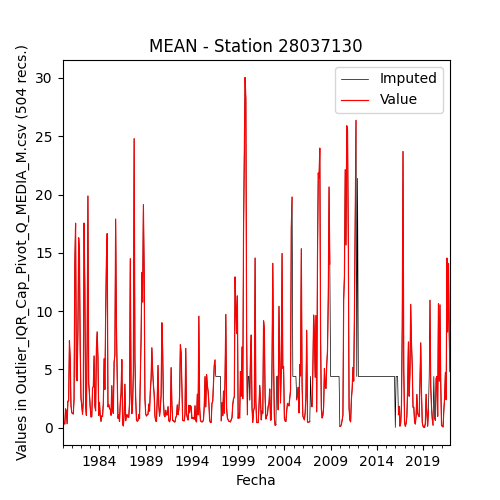 MEAN - Station 28037130
Imputed
Value
Values in Outlier_IQR_Cap_Pivot_Q_MEDIA_M.csv (504 recs.)
30
25
20
15
10
5
0
1984 1989 1994 1999 2004 2009 2014 2019
Fecha